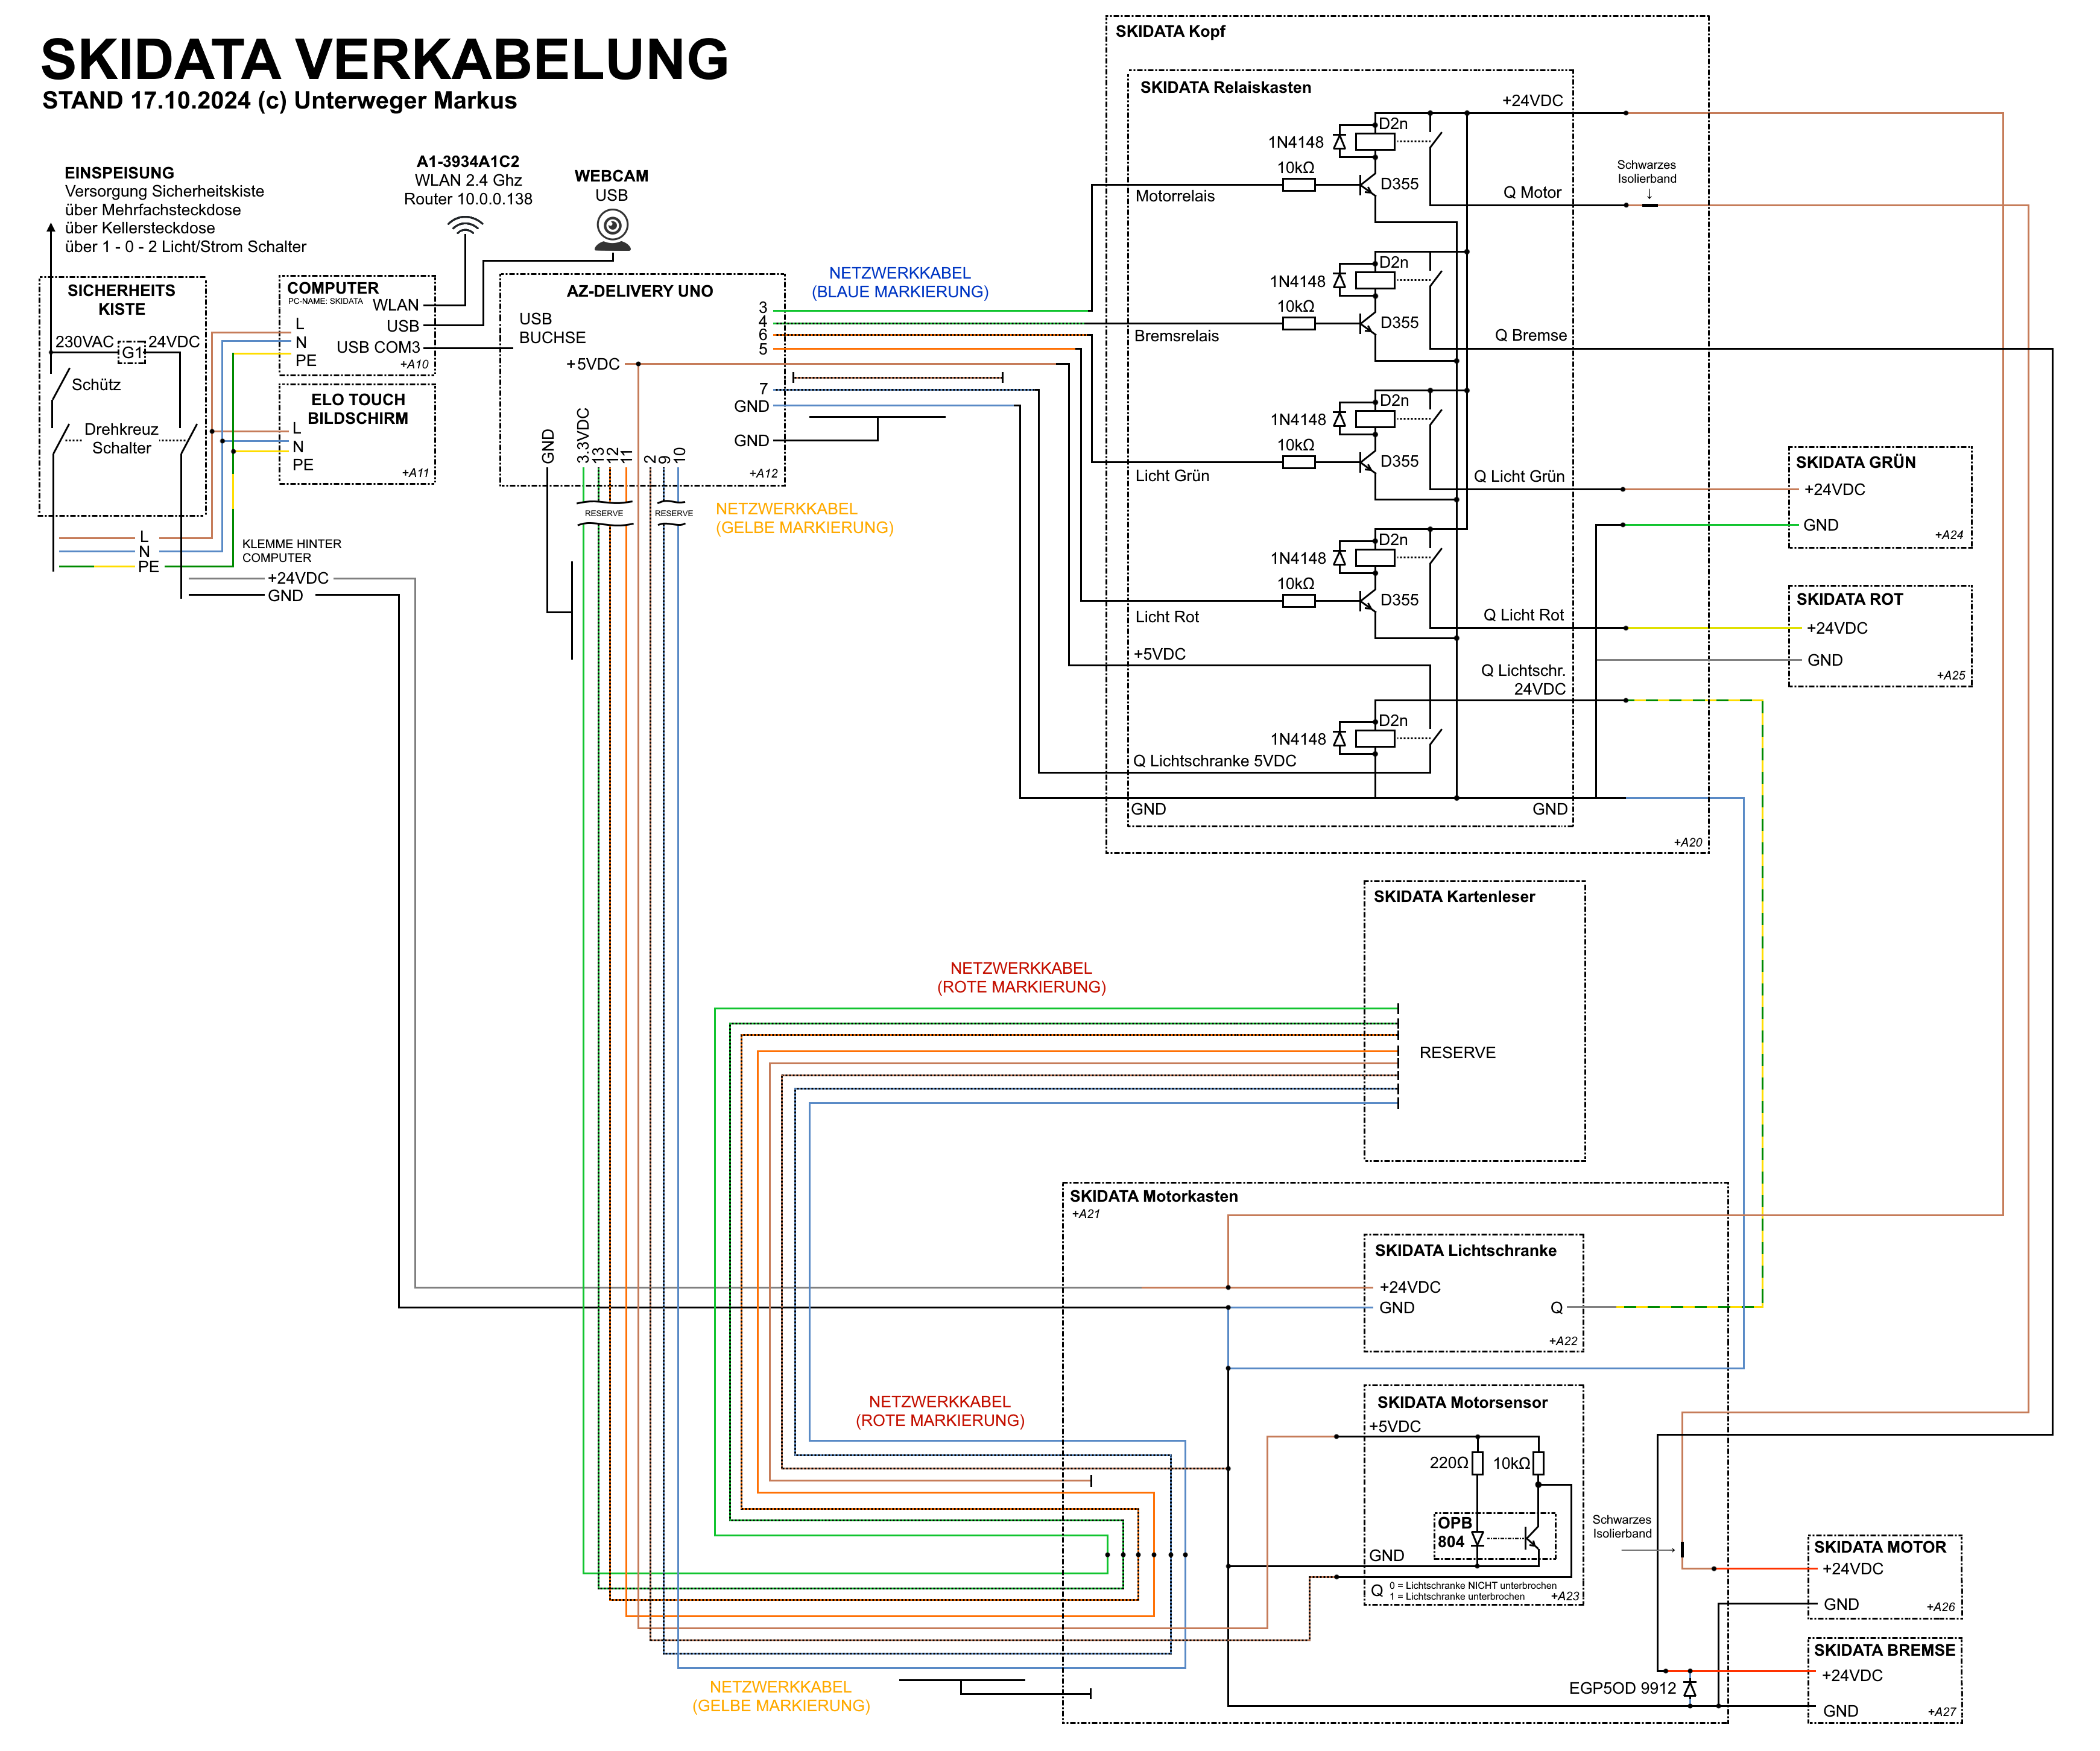 SKIDATA VERKABELUNG
STAND 17.10.2024 (c) Unterweger Markus
EINSPEISUNG
Versorgung Sicherheitskiste
über Mehrfachsteckdose
über Kellersteckdose
über 1 - 0 - 2 Licht/Strom Schalter
A1-3934A1C2
WLAN 2.4 Ghz
Router 10.0.0.138
WEBCAM
USB
SICHERHEITS
KISTE
230VAC
G1
24VDC
Schütz
Drehkreuz
Schalter
COMPUTER
PC-NAME: SKIDATA
WLAN
L
USB
N
USB COM3
PE
+A10
ELO TOUCH
BILDSCHIRM
L
N
PE
+A11
L
N
PE
KLEMME HINTER
COMPUTER
+24VDC
GND
AZ-DELIVERY UNO
USB
BUCHSE
3
4
6
5
+5VDC
7
GND
GND
GND
3.3VDC
13
12
11
2
9
10
+A12
RESERVE
RESERVE
NETZWERKKABEL
(BLAUE MARKIERUNG)
NETZWERKKABEL
(GELBE MARKIERUNG)
SKIDATA Kopf
SKIDATA Relaiskasten
+24VDC
D2n
1N4148
10kΩ
D355
Motorrelais
Q Motor
Schwarzes
Isolierband
↓
D2n
1N4148
10kΩ
D355
Bremsrelais
Q Bremse
D2n
1N4148
10kΩ
D355
Licht Grün
Q Licht Grün
D2n
1N4148
10kΩ
D355
Licht Rot
Q Licht Rot
+5VDC
Q Lichtschr.
24VDC
D2n
1N4148
Q Lichtschranke 5VDC
GND
GND
+A20
SKIDATA GRÜN
+24VDC
GND
+A24
SKIDATA ROT
+24VDC
GND
+A25
SKIDATA Kartenleser
NETZWERKKABEL
(ROTE MARKIERUNG)
RESERVE
SKIDATA Motorkasten
+A21
SKIDATA Lichtschranke
+24VDC
GND
Q
+A22
NETZWERKKABEL
(ROTE MARKIERUNG)
SKIDATA Motorsensor
+5VDC
220Ω
10kΩ
OPB
804
GND
Q
0 = Lichtschranke NICHT unterbrochen
1 = Lichtschranke unterbrochen
+A23
Schwarzes
Isolierband
SKIDATA MOTOR
+24VDC
GND
+A26
SKIDATA BREMSE
+24VDC
EGP5OD 9912
GND
+A27
NETZWERKKABEL
(GELBE MARKIERUNG)